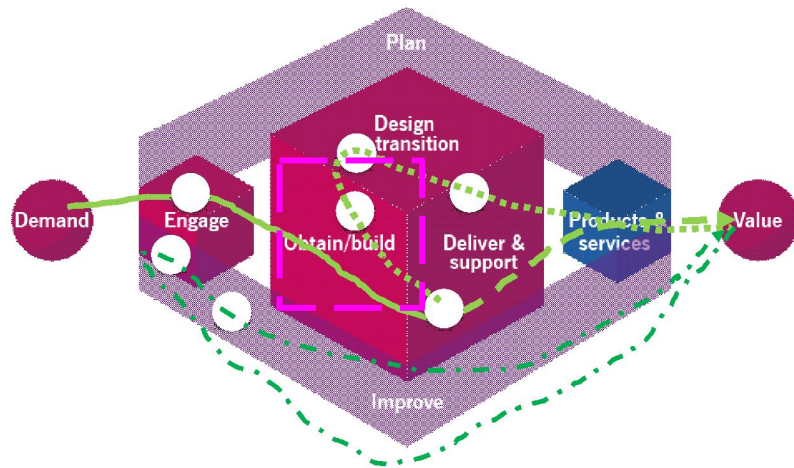 Plan
Design
transition
Demand
Engage
Obtain/build
Deliver &
support
Products &
services
Value
Improve